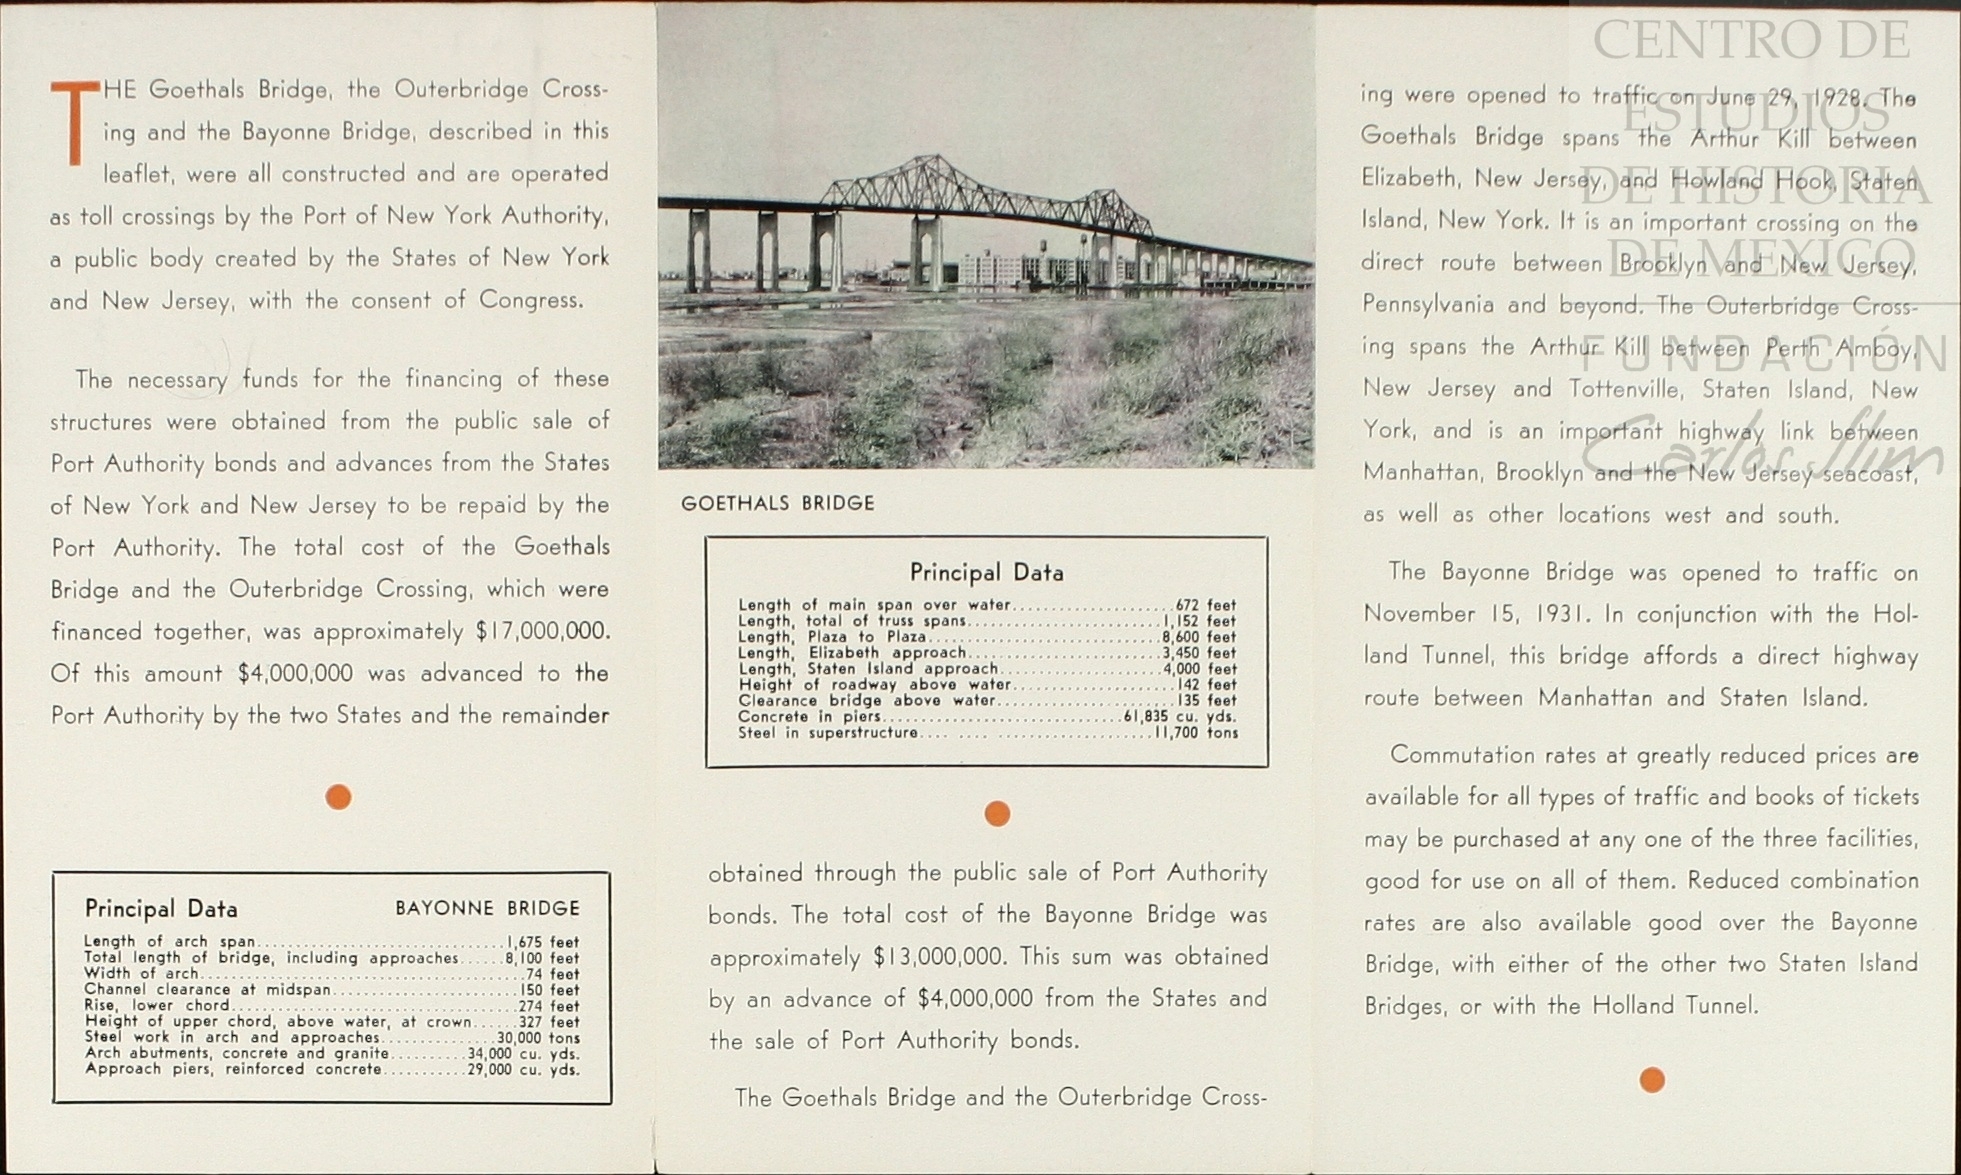 THE Goethals Bridge, the Outerbridge Cross-
ing and the Bayonne Bridge, described in this
leaflet, were all constructed and are operated
as toll crossings by the Port of New York Authority,
a public body created by the States of New York
and New Jersey, with the consent of Congress.
The necessary funds for the financing of these
structures were obtained from the public sale of
Port Authority bonds and advances from the States
of New York and New Jersey to be repaid by the
Port Authority. The total cost of the Goethals
Bridge and the Outerbridge Crossing, which were
financed together, was approximately $17,000,000.
Of this amount $4,000,000 was advanced to the
Port Authority by the two States and the remainder
Principal Data BAYONNE BRIDGE
Length of arch span..............................1,675 feet
Total length of bridge, including approaches......8,100 feet
Width of arch.......................................74 feet
Channel clearance at midspan.......................150 feet
Rise, lower chord..................................274 feet
Height of upper chord, above water, at crown......327 feet
Steel work in arch and approaches..............30,000 tons
Arch abutments, concrete and granite..........34,000 cu. yds.
Approach piers, reinforced concrete...........29,000 cu. yds.
GOETHALS BRIDGE
Principal Data
Length of main span over water.....................672 feet
Length, total of truss spans.........................1,152 feet
Length, Plaza to Plaza..............................8,600 feet
Length, Elizabeth approach.........................3,450 feet
Length, Staten Island approach.....................4,000 feet
Height of roadway above water.....................142 feet
Clearance bridge above water.......................135 feet
Concrete in piers.............................61,835 cu. yds.
Steel in superstructure.... .... ...................11,700 tons
obtained through the public sale of Port Authority
bonds. The total cost of the Bayonne Bridge was
approximately $13,000,000. This sum was obtained
by an advance of $4,000,000 from the States and
the sale of Port Authority bonds.
The Goethals Bridge and the Outerbridge Cross-
ing were opened to traffic on June 29, 1928. The
Goethals Bridge spans the Arthur Kill between
Elizabeth, New Jersey, and Howland Hook, Staten
Island, New York. It is an important crossing on the
direct route between Brooklyn and New Jersey,
Pennsylvania and beyond. The Outerbridge Cross-
ing spans the Arthur Kill between Perth Amboy,
New Jersey and Tottenville, Staten Island, New
York, and is an important highway link between
Manhattan, Brooklyn and the New Jersey seacoast,
as well as other locations west and south.
The Bayonne Bridge was opened to traffic on
November 15, 1931. In conjunction with the Hol-
land Tunnel, this bridge affords a direct highway
route between Manhattan and Staten Island.
Commutation rates at greatly reduced prices are
available for all types of traffic and books of tickets
may be purchased at any one of the three facilities,
good for use on all of them. Reduced combination
rates are also available good over the Bayonne
Bridge, with either of the other two Staten Island
Bridges, or with the Holland Tunnel.
CENTRO DE
ESTUDIOS
DE HISTORIA
DE MEXICO
FUNDACIÓN
Carlos Slim